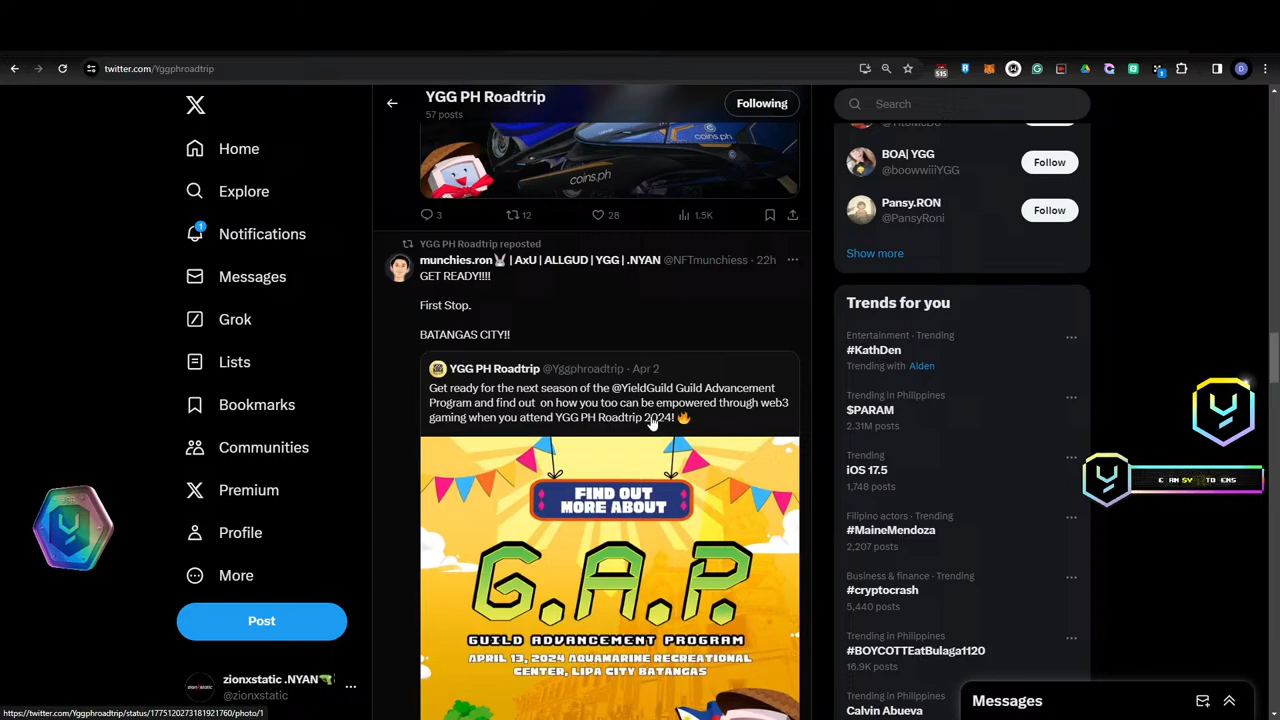 twitter.com/Yggphroadtrip
515
1
YGG PH Roadtrip
57 posts
Following
Search
Home
Explore
1
Notifications
Messages
Grok
Lists
Bookmarks
Communities
Premium
Profile
More
Post
zionxstatic .NYAN
@zionxstatic
coins.ph
coins.ph
3
12
28
1.5K
YGG PH Roadtrip reposted
munchies.ron🐰 | AxU | ALLGUD | YGG | .NYAN @NFTmunchiess · 22h
GET READY!!!!
First Stop.
BATANGAS CITY!!
YGG PH Roadtrip @Yggphroadtrip · Apr 2
Get ready for the next season of the @YieldGuild Guild Advancement
Program and find out on how you too can be empowered through web3
gaming when you attend YGG PH Roadtrip 2024! 🔥
FIND OUT
MORE ABOUT
G.A.P.
GUILD ADVANCEMENT PROGRAM
APRIL 13, 2024 AQUAMARINE RECREATIONAL
CENTER, LIPA CITY BATANGAS
BOA| YGG
@boowwiiiYGG
Follow
Pansy.RON
@PansyRoni
Follow
Show more
Trends for you
Entertainment · Trending
#KathDen
Trending with Alden
Trending in Philippines
$PARAM
2.31M posts
Trending
iOS 17.5
1,748 posts
Filipino actors · Trending
#MaineMendoza
2,207 posts
Business & finance · Trending
#cryptocrash
5,440 posts
Trending in Philippines
#BOYCOTTEatBulaga1120
16.9K posts
Trending in Philippines
Calvin Abueva
Messages
https://twitter.com/Yggphroadtrip/status/1775120273181921760/photo/1